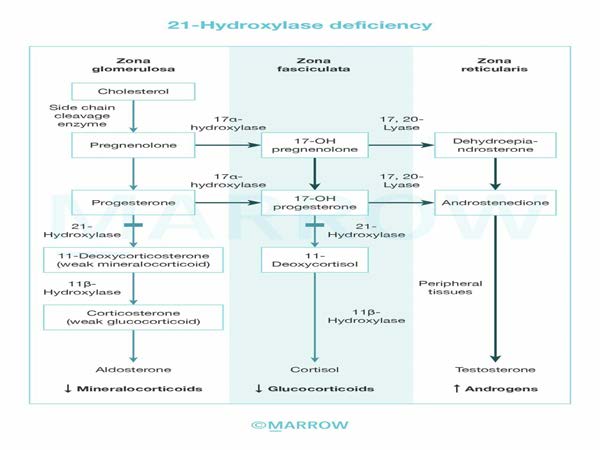 21-Hydroxylase deficiency
Zona
glomerulosa
Zona
fasciculata
Zona
reticularis
Cholesterol
Side chain
cleavage
enzyme
17α-
hydroxylase
17, 20-
Lyase
Pregnenolone
17-OH
pregnenolone
Dehydroepia-
ndrosterone
17α-
hydroxylase
17, 20-
Lyase
Progesterone
17-OH
progesterone
Androstenedione
MARROW
21-
Hydroxylase
21-
Hydroxylase
11-Deoxycorticosterone
(weak mineralocorticoid)
11-
Deoxycortisol
Peripheral
tissues
11β-
Hydroxylase
11β-
Hydroxylase
Corticosterone
(weak glucocorticoid)
Aldosterone
Cortisol
Testosterone
↓ Mineralocorticoids
↓ Glucocorticoids
↑ Androgens
©MARROW